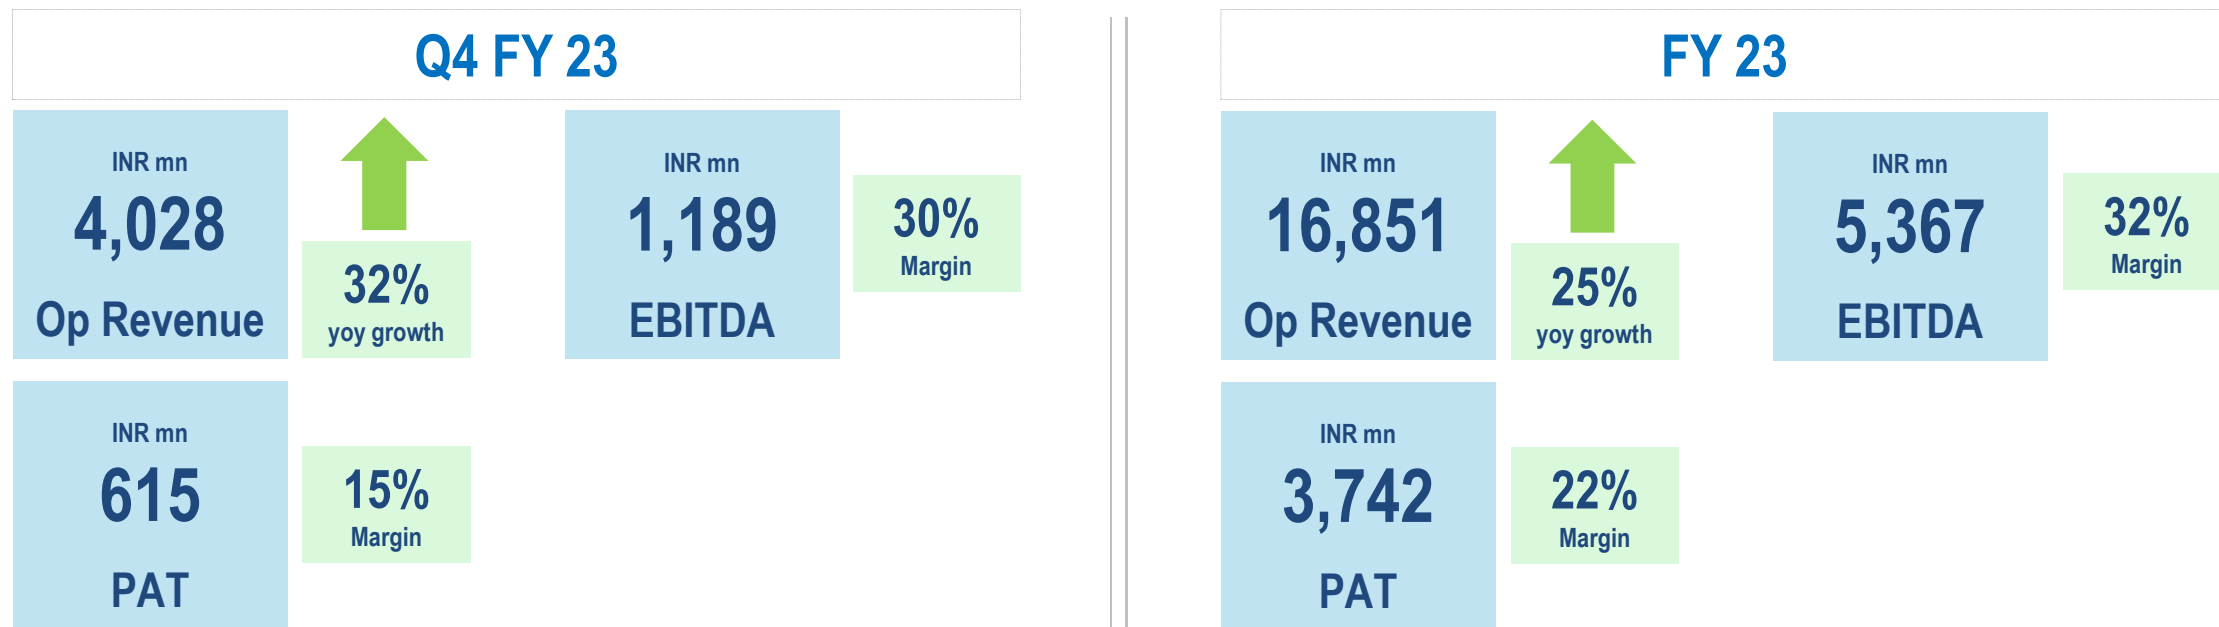 Q4 FY 23
INR mn
4,028
Op Revenue
32%
yoy growth
INR mn
1,189
EBITDA
30%
Margin
INR mn
615
PAT
15%
Margin
FY 23
INR mn
16,851
Op Revenue
25%
yoy growth
INR mn
5,367
EBITDA
32%
Margin
INR mn
3,742
PAT
22%
Margin